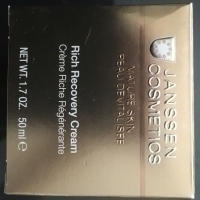 JANSSEN
COSMETICS
MATURE SKIN
PEAU DÉVITALISÉE
Rich Recovery Cream
Crème Riche Régénérante
NET WT. 1.7 OZ. 50 ml ℮